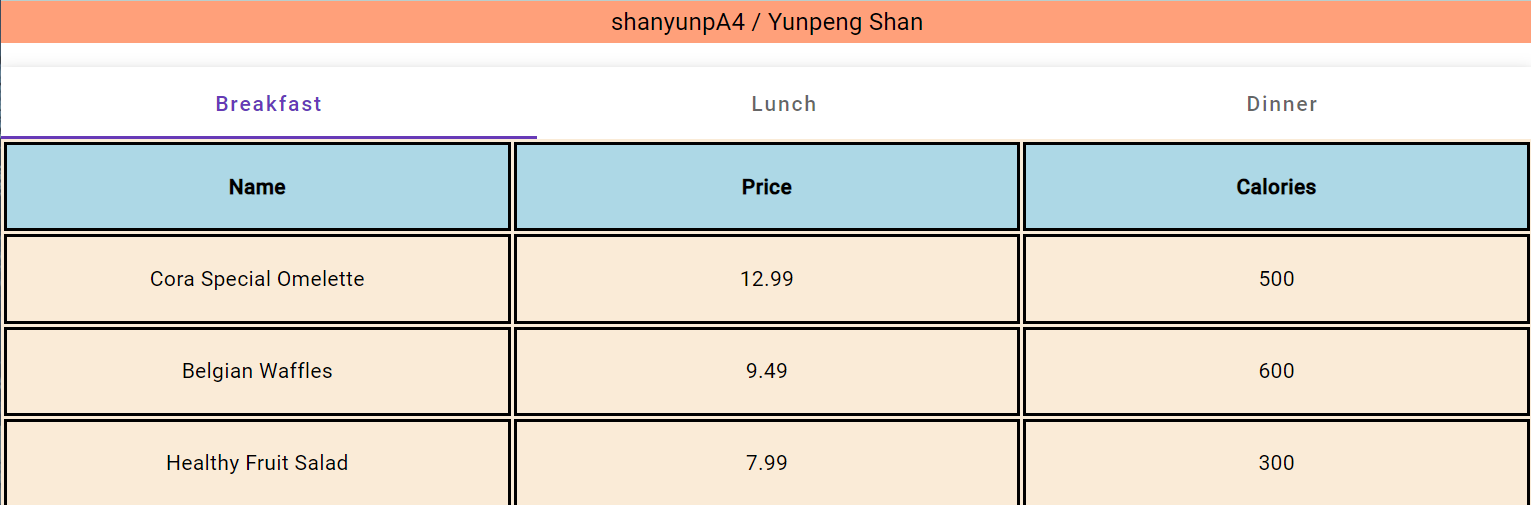 shanyunpA4 / Yunpeng Shan
Breakfast Lunch Dinner
Name Price Calories
Cora Special Omelette 12.99 500
Belgian Waffles 9.49 600
Healthy Fruit Salad 7.99 300